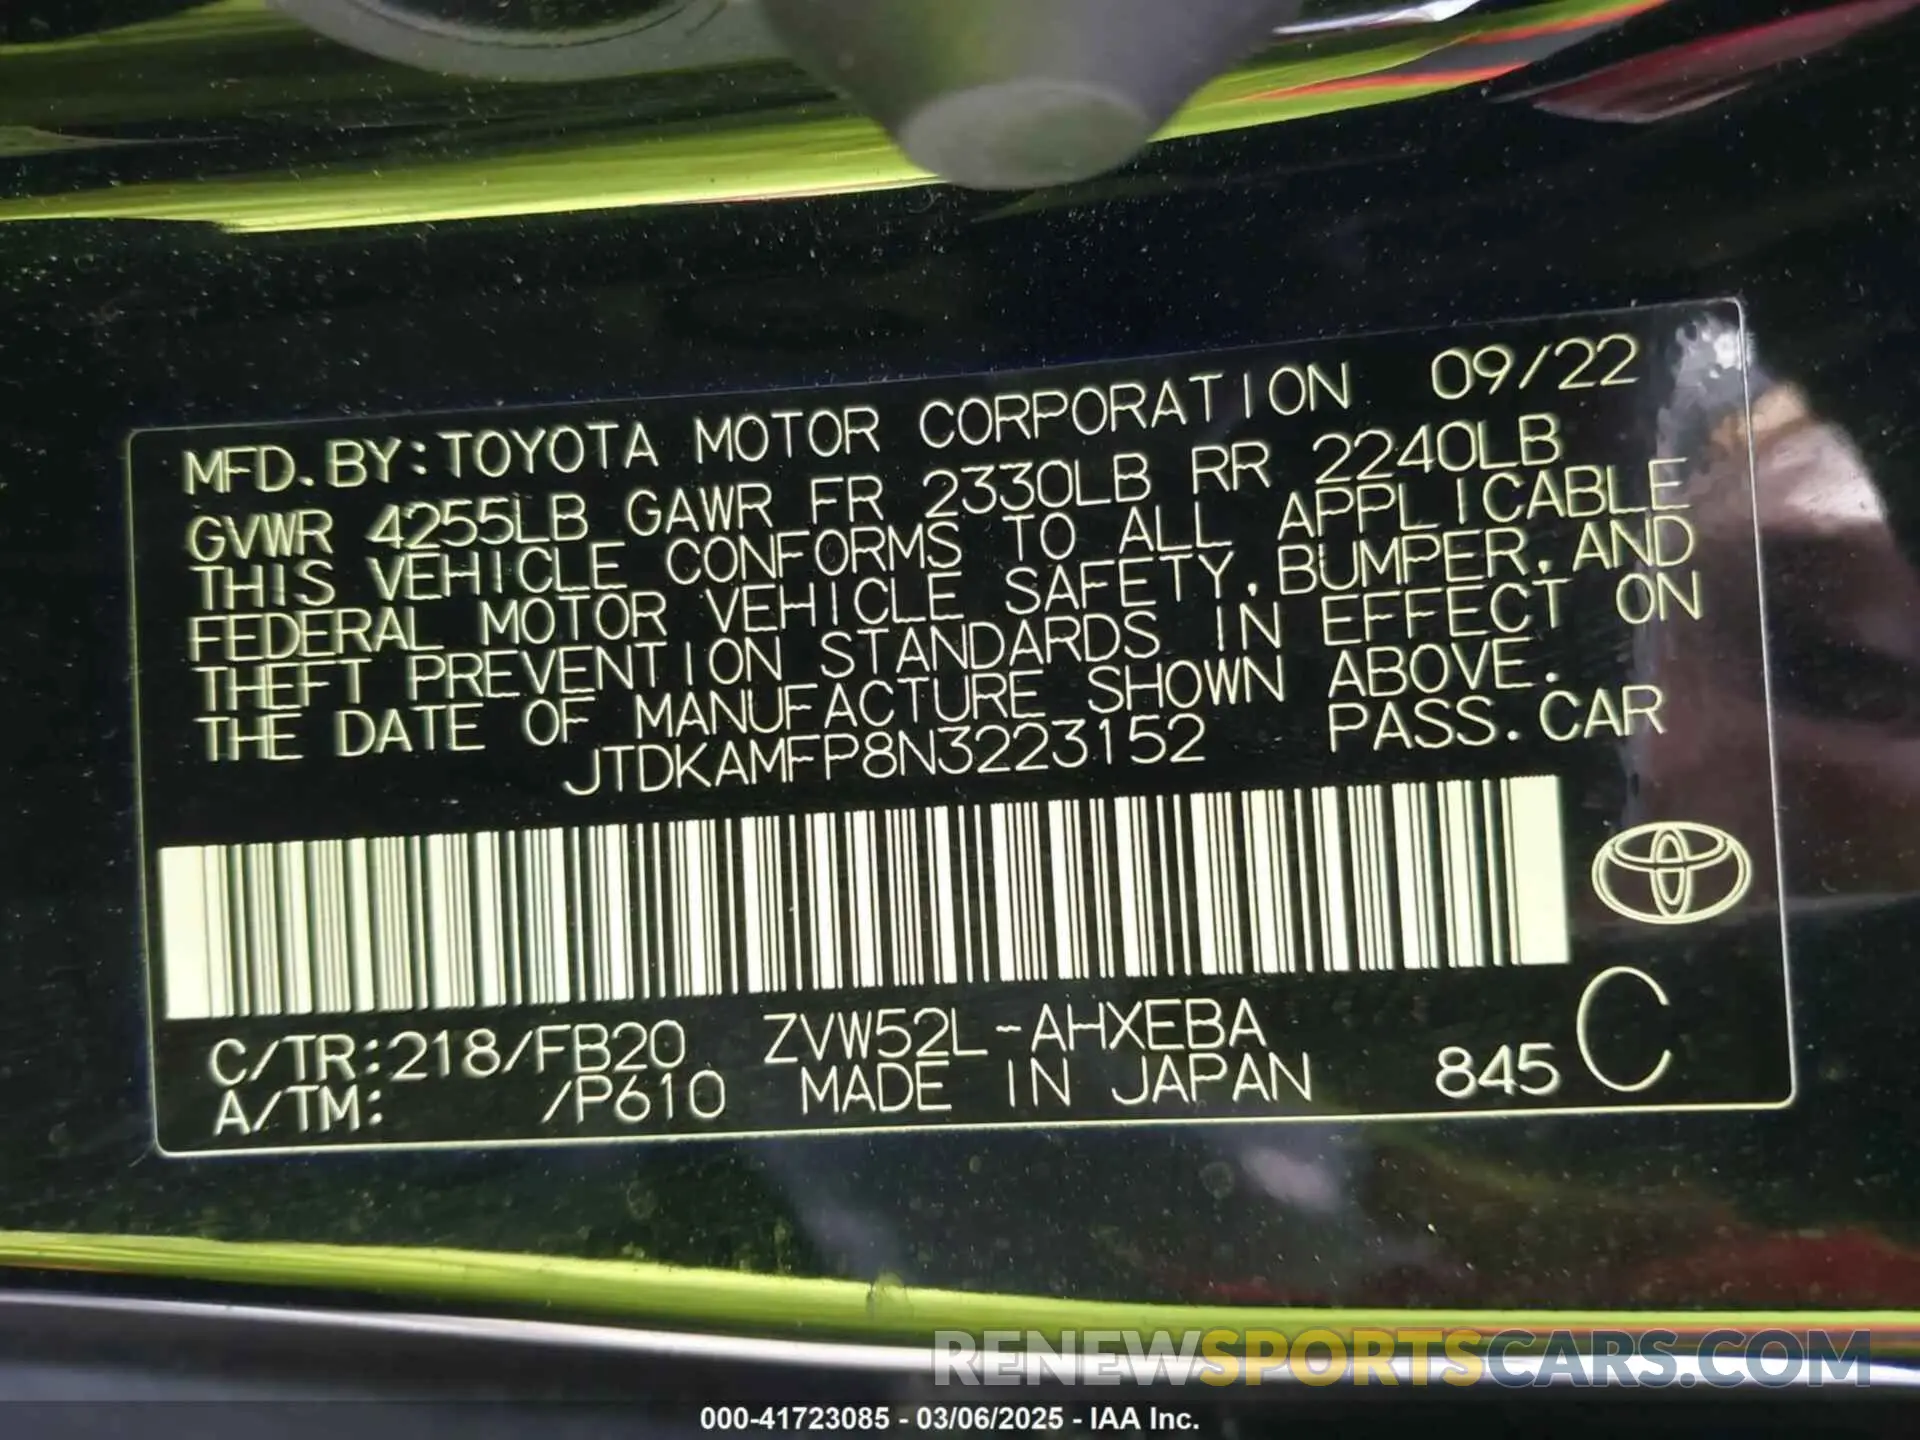 MFD.BY:TOYOTA MOTOR CORPORATION 09/22
GVWR 4255LB GAWR FR 2330LB RR 2240LB
THIS VEHICLE CONFORMS TO ALL APPLICABLE
FEDERAL MOTOR VEHICLE SAFETY,BUMPER,AND
THEFT PREVENTION STANDARDS IN EFFECT ON
THE DATE OF MANUFACTURE SHOWN ABOVE.
JTDKAMFP8N3223152 PASS.CAR
C/TR:218/FB20 ZVW52L-AHXEBA
A/TM: /P610 MADE IN JAPAN 845 C
RENEWSPORTSCARS.COM
000-41723085 - 03/06/2025 - IAA Inc.